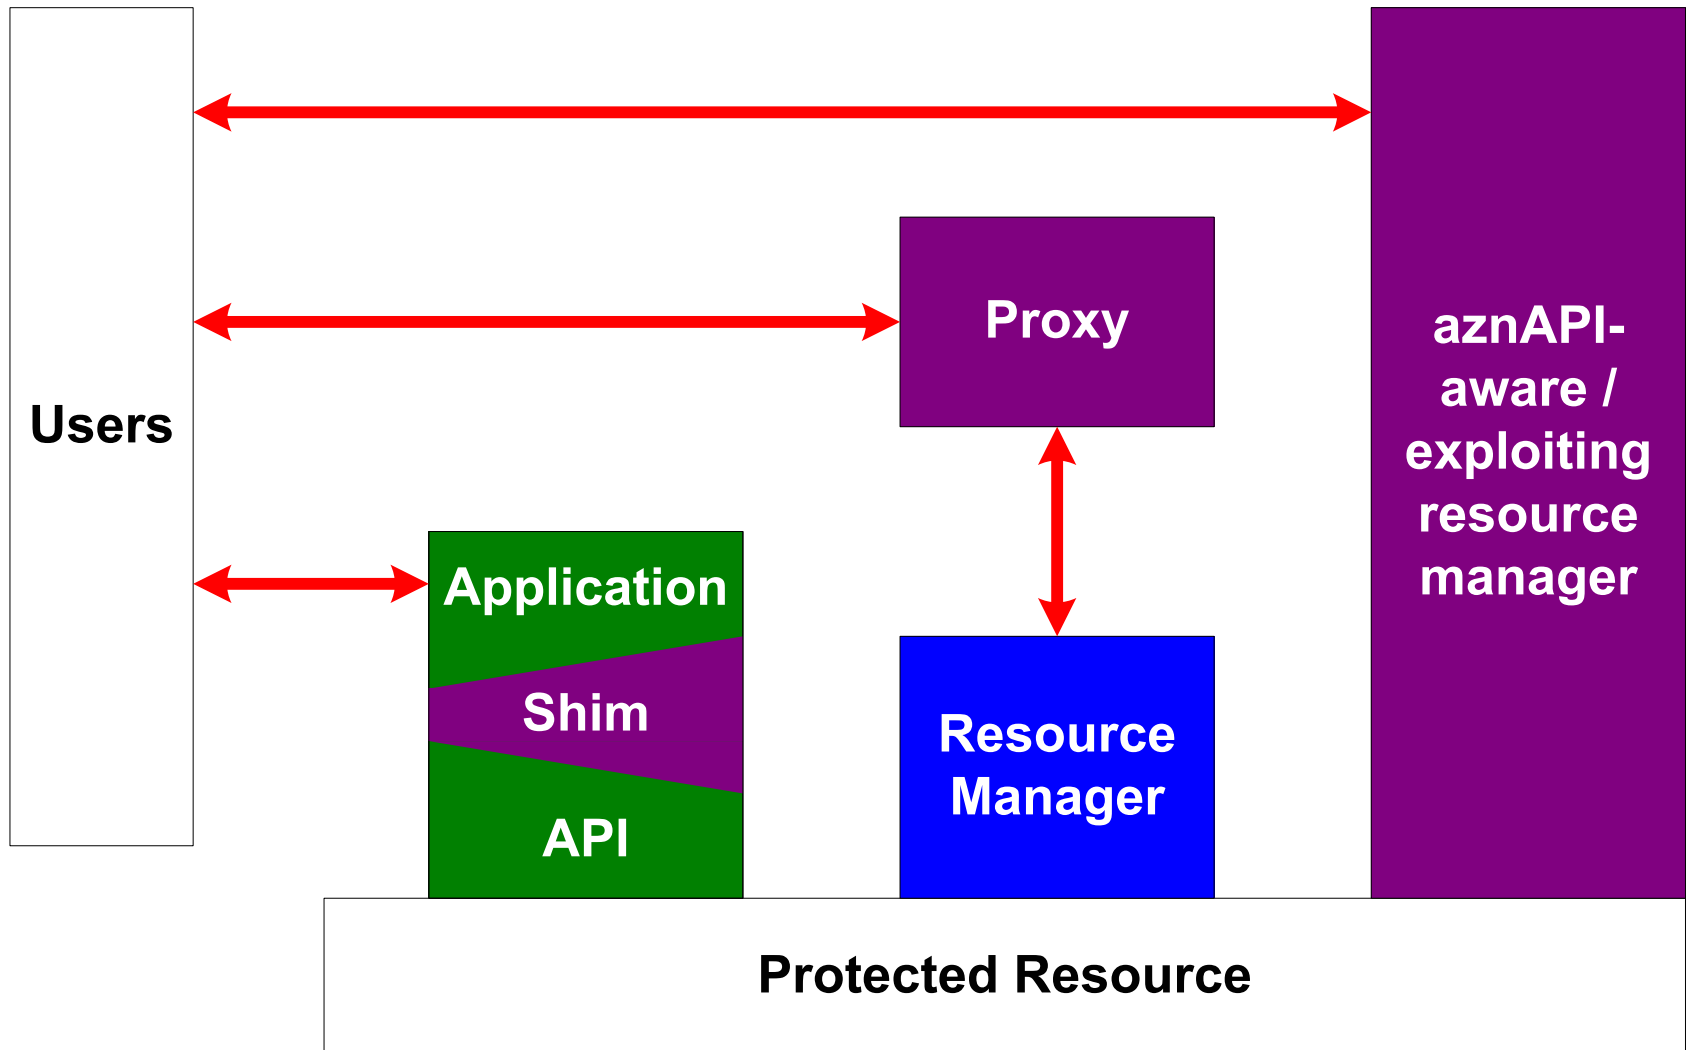 Users
Application
Shim
API
Proxy
Resource
Manager
aznAPI-
aware /
exploiting
resource
manager
Protected Resource